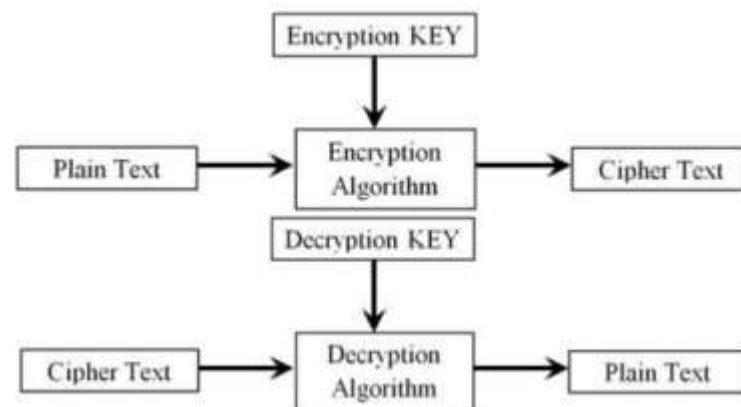 Encryption KEY
Plain Text
Encryption
Algorithm
Cipher Text
Decryption KEY
Cipher Text
Decryption
Algorithm
Plain Text